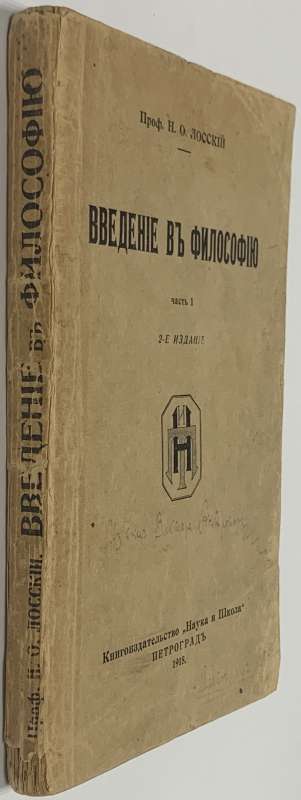 Проф. Н. О. ЛОССКІЙ. ВВЕДЕНІЕ ВЪ ФИЛОСОФІЮ
Проф. Н. О. ЛОССКІЙ
ВВЕДЕНІЕ ВЪ ФИЛОСОФІЮ
часть I
2-Е ИЗДАНІЕ
Книгоиздательство „Наука и Школа"
ПЕТРОГРАДЪ
1918.